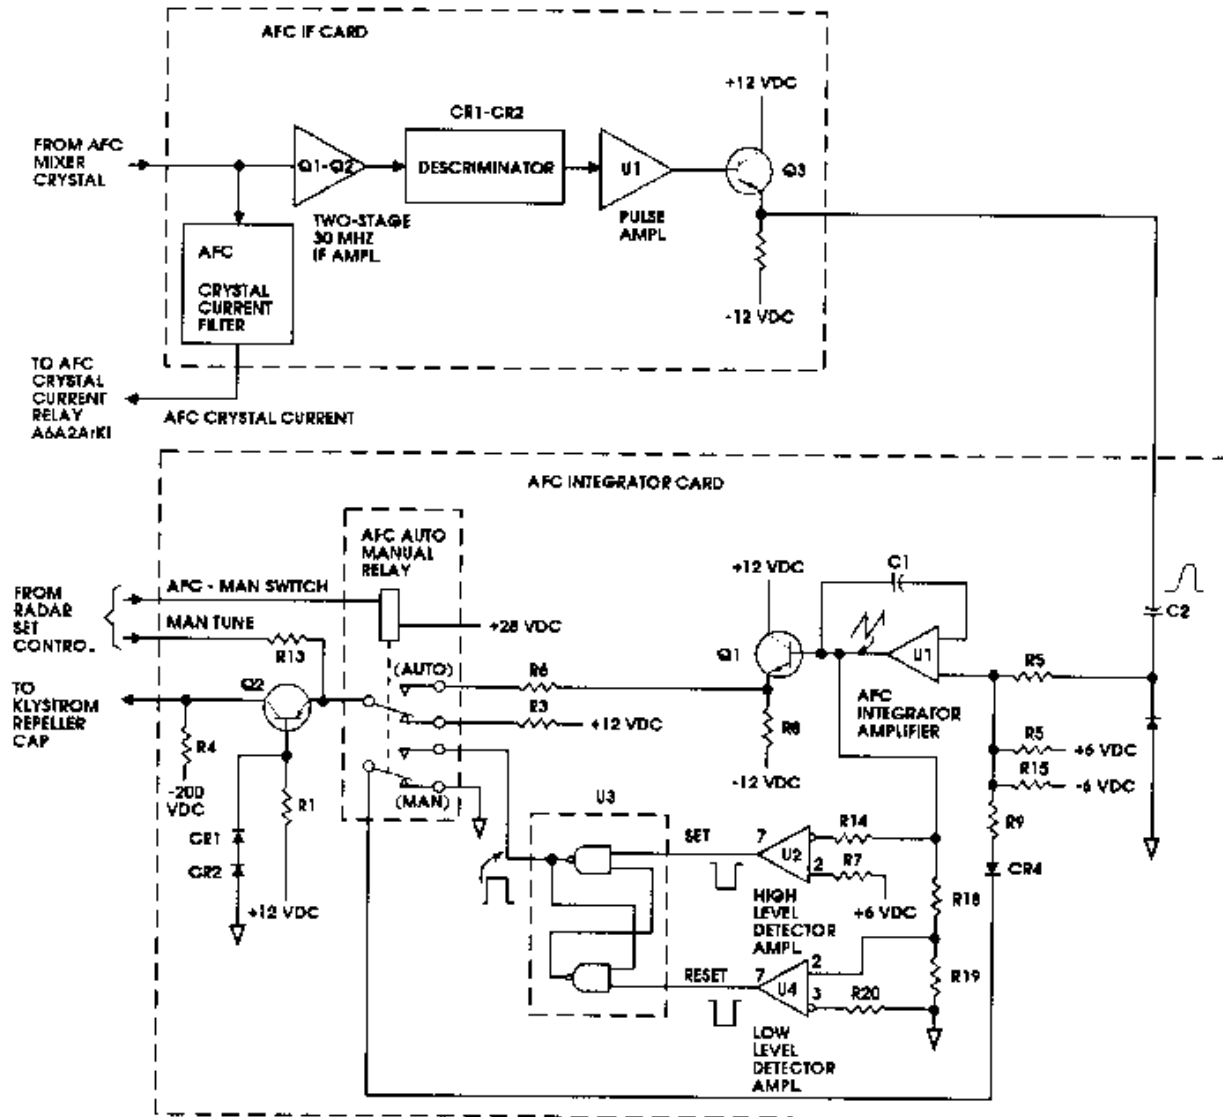 AFC IF CARD
+12 VDC
CR1-CR2
FROM AFC
MIXER
CRYSTAL
Q1-Q2
DESCRIMINATOR
U1
Q3
TWO-STAGE
30 MHZ
IF AMPL.
PULSE
AMPL
AFC
CRYSTAL
CURRENT
FILTER
-12 VDC
TO AFC
CRYSTAL
CURRENT
RELAY
AFC CRYSTAL CURRENT
AFC INTEGRATOR CARD
AFC AUTO
MANUAL
RELAY
FROM
RADAR
SET
CONTRO.
AFC - MAN SWITCH
MAN TUNE
R13
+28 VDC
+12 VDC
C1
C2
Q1
U1
R5
TO
KLYSTROM
REPELLER
CAP
Q2
(AUTO)
R6
R3
+12 VDC
R8
AFC
INTEGRATOR
AMPLIFIER
R5
+6 VDC
R15
-6 VDC
R4
-200
VDC
R1
(MAN)
-12 VDC
U3
R9
CR1
CR2
+12 VDC
SET
7
U2
2
R14
R7
+6 VDC
CR4
HIGH
LEVEL
DETECTOR
AMPL.
R18
RESET
7
U4
2
3
R20
R19
LOW
LEVEL
DETECTOR
AMPL.